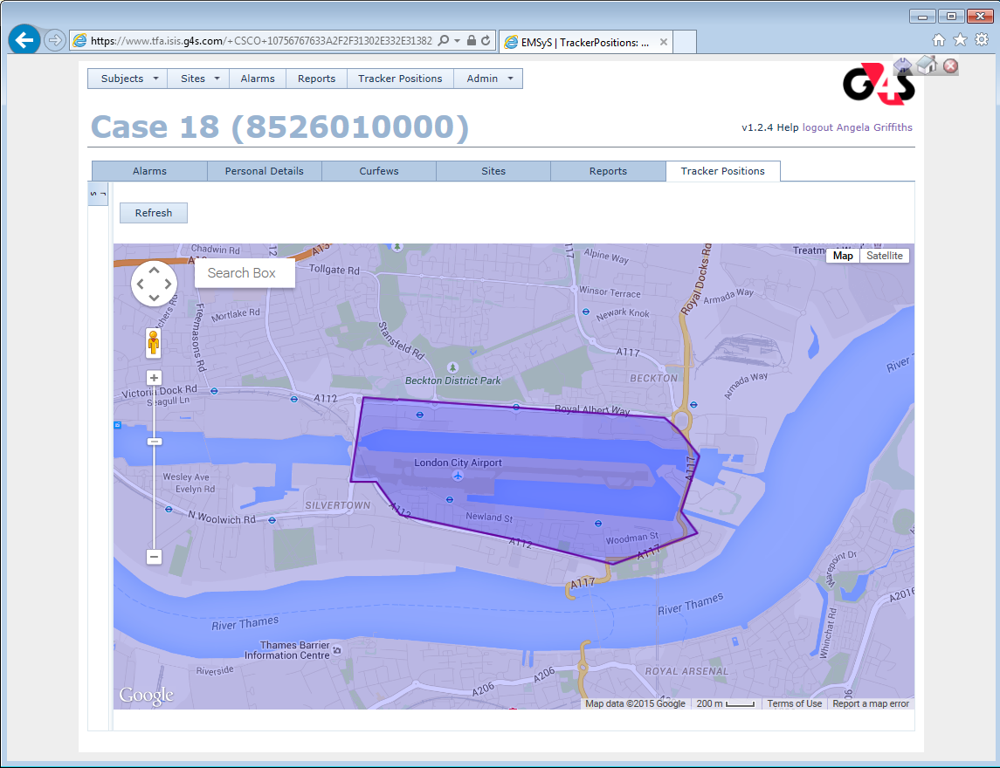 https://www.tfa.isis.g4s.com/+CSCO+10756767633A2F2F31302E332E31382
EMSyS | TrackerPositions: ...
Subjects
Sites
Alarms
Reports
Tracker Positions
Admin
G4S
Case 18 (8526010000)
v1.2.4 Help logout Angela Griffiths
Alarms
Personal Details
Curfews
Sites
Reports
Tracker Positions
Refresh
Search Box
Map
Satellite
Chadwin Rd
A13
Tollgate Rd
A117
Alpine Way
Winsor Terrace
Newark Knok
Royal Docks Rd
Armada Way
Mortlake Rd
Freemasons Rd
Stansfeld Rd
A117
Beckton District Park
BECKTON
Armada Way
River T
Victoria Dock Rd
Seagull Ln
A112
Royal Albert Way
London City Airport
A117
Wesley Ave
Evelyn Rd
SILVERTOWN
N Woolwich Rd
A112
Newland St
A112
Woodman St
A117
A117
River Thames
River Thames
Warepoint Dr
A2016
Whinchat Rd
Thames Barrier
Information Centre
Riverside
A206
A206
ROYAL ARSENAL
Google
Map data ©2015 Google
200 m
Terms of Use
Report a map error